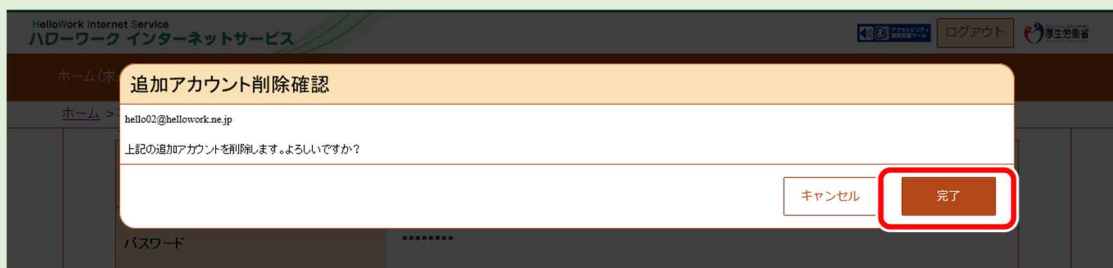 HelloWork Internet Service
ハローワーク インターネットサービス
ログアウト
厚生労働省
ホーム(求
追加アカウント削除確認
ホーム >
hello02@hellowork.ne.jp
上記の追加アカウントを削除します。よろしいですか？
キャンセル
完了
パスワード
********